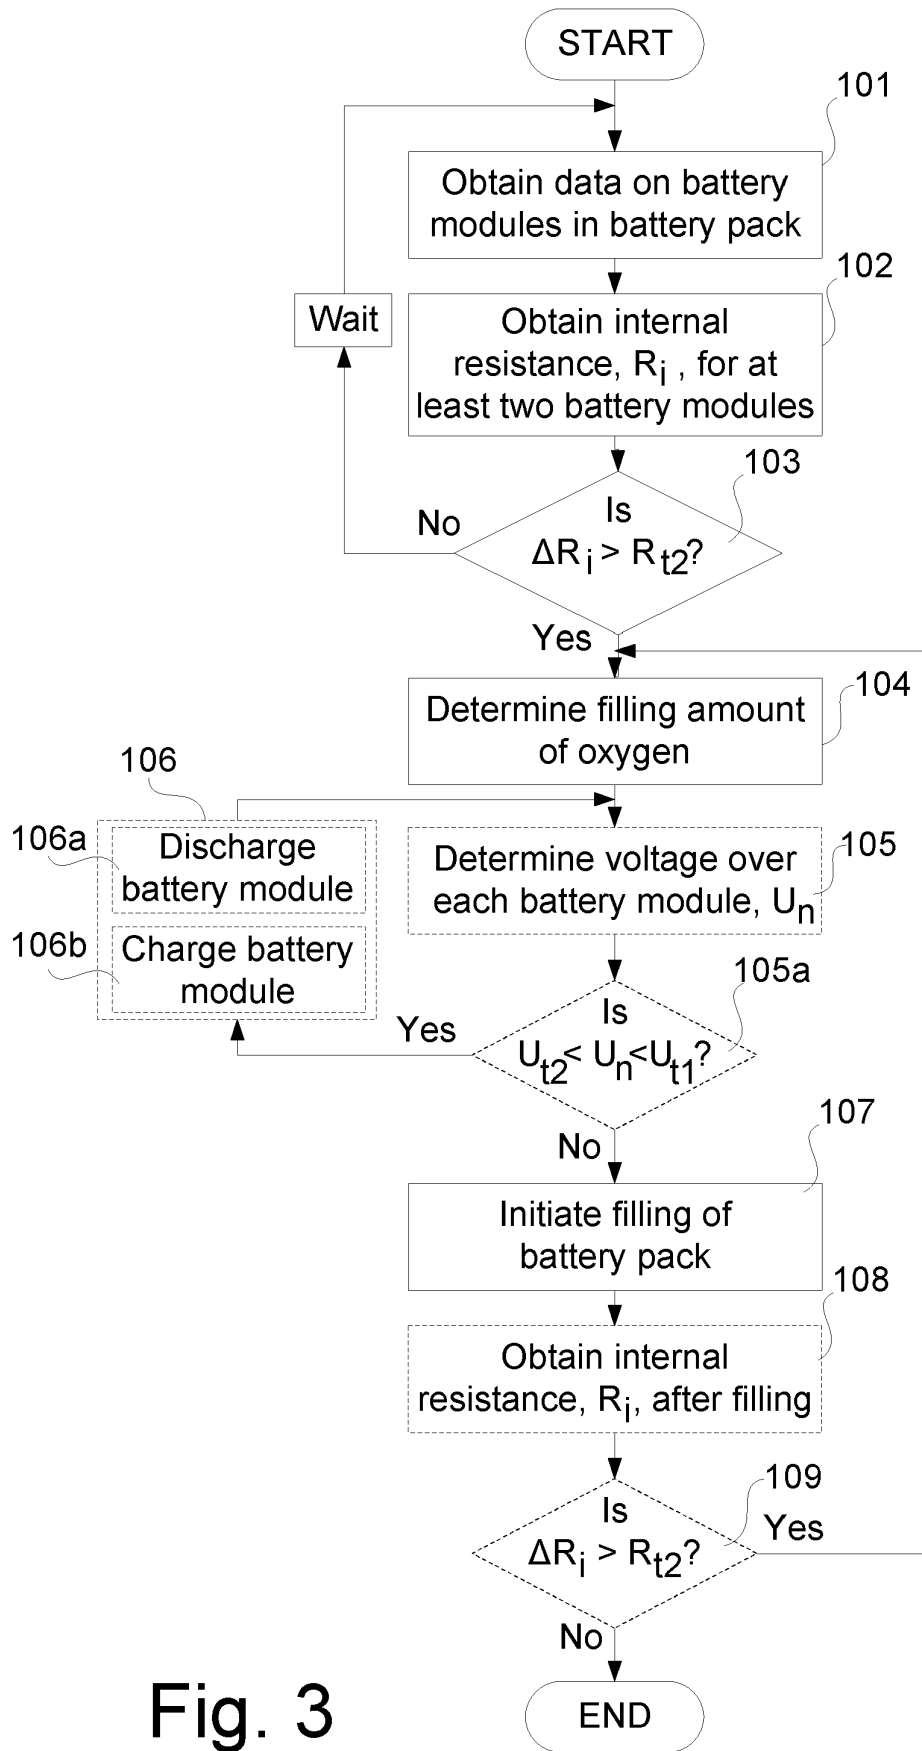 START
101
Obtain data on battery
modules in battery pack
102
Wait
Obtain internal
resistance, Ri , for at
least two battery modules
103
No
Is
ΔRi > Rt2?
Yes
104
Determine filling amount
of oxygen
106
106a
Discharge
battery module
105
Determine voltage over
each battery module, Un
106b
Charge battery
module
105a
Yes
Is
Ut2< Un<Ut1?
No
107
Initiate filling of
battery pack
108
Obtain internal
resistance, Ri, after filling
109
Is
ΔRi > Rt2?
Yes
No
END
Fig. 3